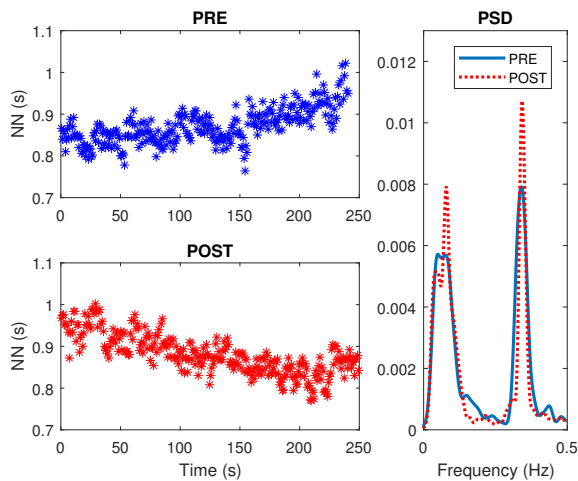 PRE
1.1
1
0.9
0.8
0.7
NN (s)
0 50 100 150 200 250
POST
1.1
1
0.9
0.8
0.7
NN (s)
0 50 100 150 200 250
Time (s)
PSD
PRE
POST
0.012
0.01
0.008
0.006
0.004
0.002
0
0 0.5
Frequency (Hz)